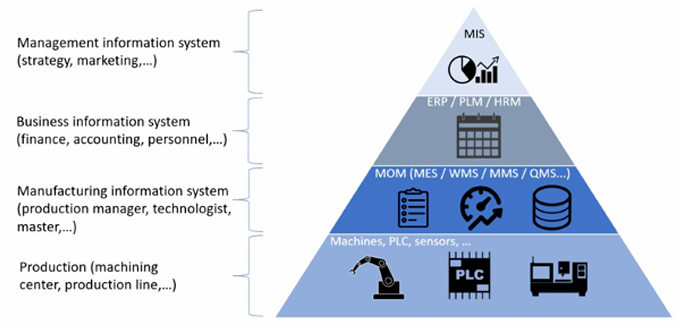 Management information system
(strategy, marketing,…)
MIS
Business information system
(finance, accounting, personnel,…)
ERP / PLM / HRM
Manufacturing information system
(production manager, technologist,
master,…)
MOM (MES / WMS / MMS / QMS…)
Production (machining
center, production line,…)
Machines, PLC, sensors, …
PLC